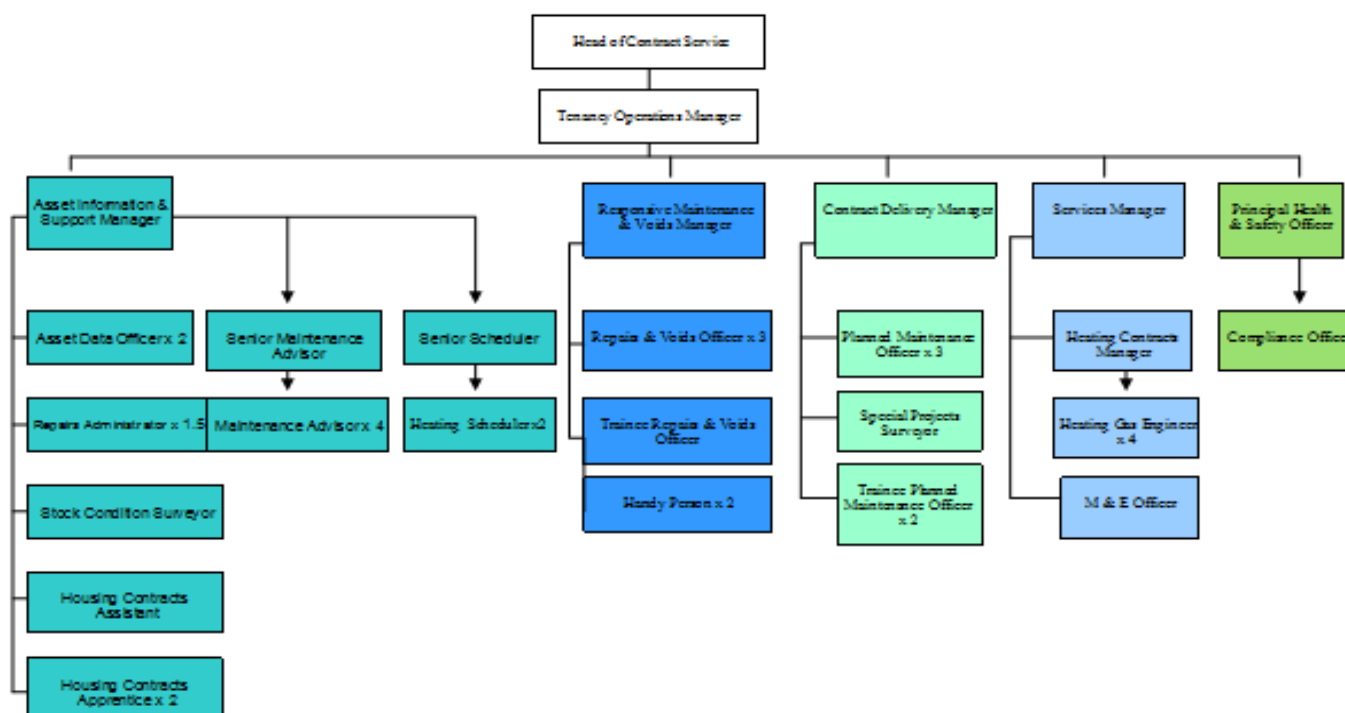 Head of Contract Service
Tenancy Operations Manager
Asset Information &
Support Manager
Responsive Maintenance
& Voids Manager
Contract Delivery Manager
Services Manager
Principal Health
& Safety Officer
Asset Data Officer x 2
Senior Maintenance
Advisor
Senior Scheduler
Repairs & Voids Officer x 3
Planned Maintenance
Officer x 3
Heating Contracts
Manager
Compliance Officer
Repairs Administrator x 1.5
Maintenance Advisor x 4
Heating Scheduler x2
Trainee Repairs & Voids
Officer
Special Projects
Surveyor
Heating Gas Engineer
x 4
Stock Condition Surveyor
Handy Person x 2
Trainee Planned
Maintenance Officer
x 2
M & E Officer
Housing Contracts
Assistant
Housing Contracts
Apprentice x 2